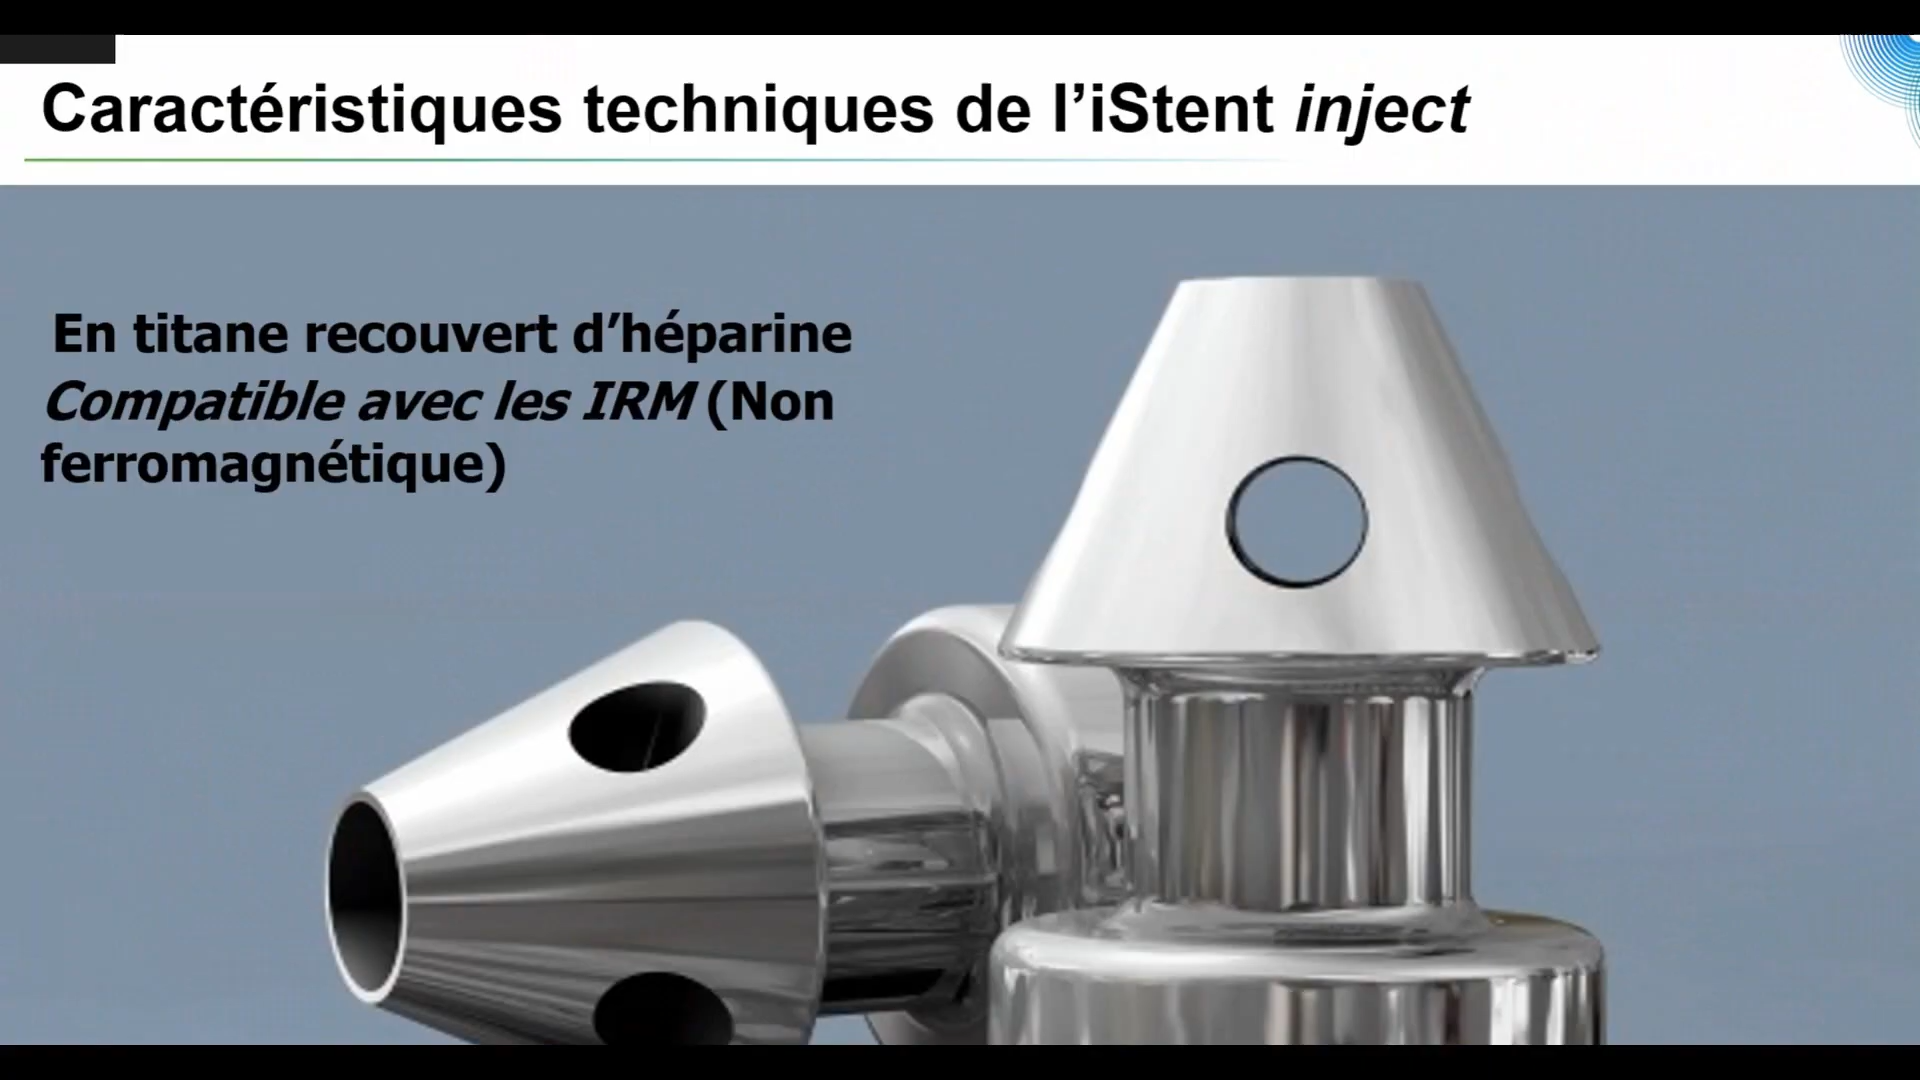 Caractéristiques techniques de l’iStent inject
En titane recouvert d’héparine
Compatible avec les IRM (Non
ferromagnétique)